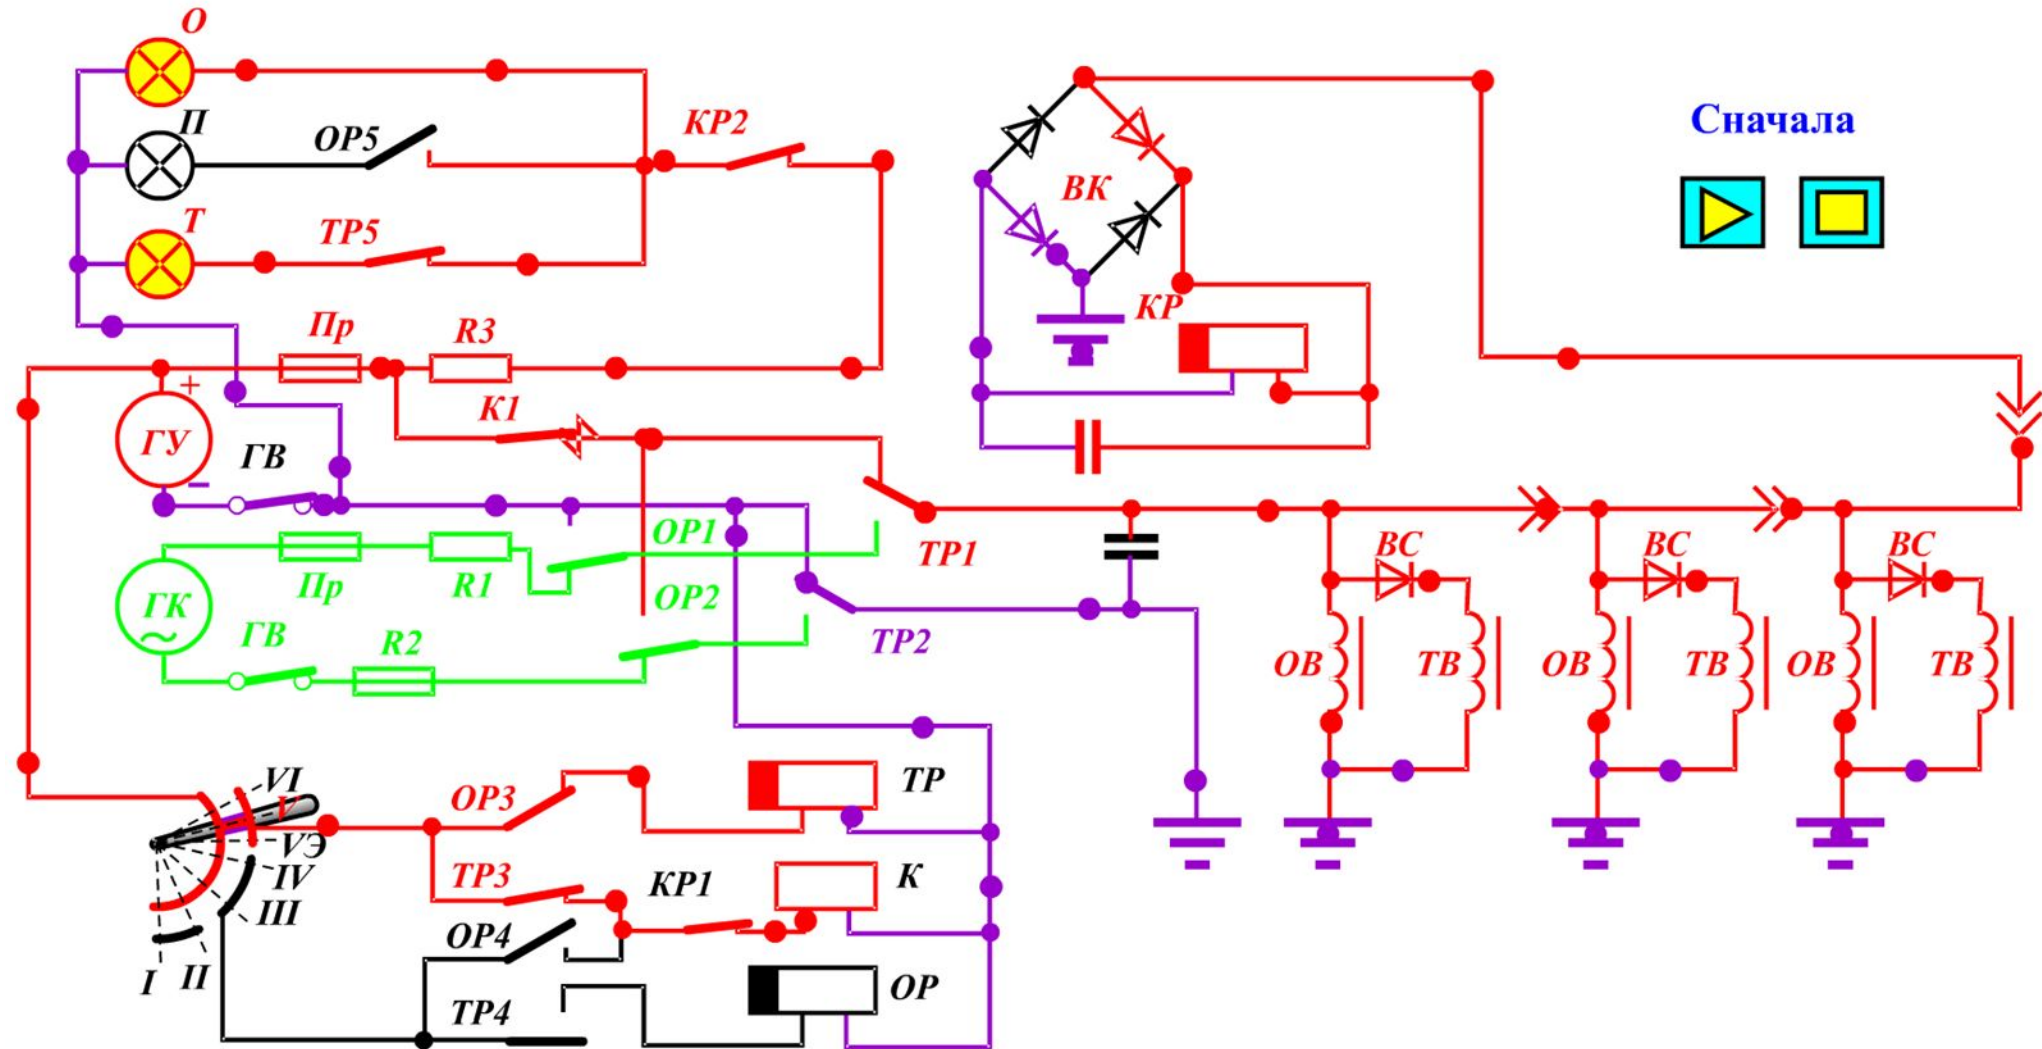 О
П
ОР5
КР2
Сначала
Т
ТР5
ВК
КР
Пр
R3
+
К1
ГУ
ГВ
−
ОР1
ТР1
ВС
ВС
ВС
Пр
R1
ОР2
ГК
~
ГВ
R2
ТР2
ОВ
ТВ
ОВ
ТВ
ОВ
ТВ
VI
V
VЭ
IV
III
II
I
ОР3
ТР
ТР3
КР1
К
ОР4
ОР
ТР4